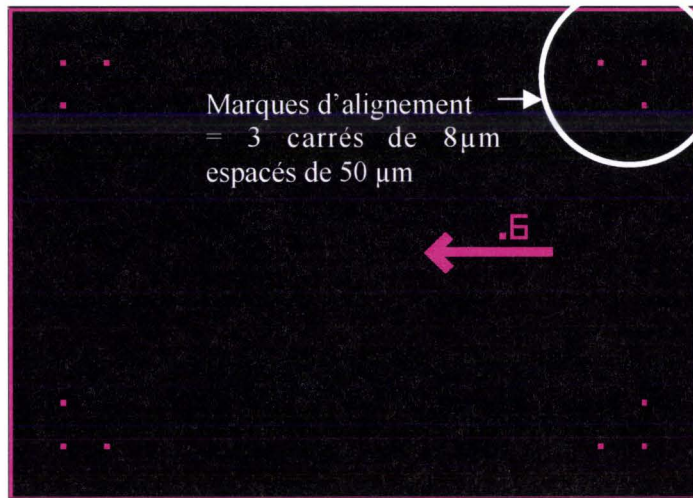 Marques d'alignement
= 3 carrés de 8µm
espacés de 50 µm
.6